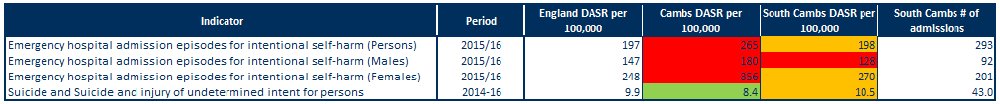 Indicator Period England DASR per 100,000 Cambs DASR per 100,000 South Cambs DASR per 100,000 South Cambs # of admissions
Emergency hospital admission episodes for intentional self-harm (Persons) 2015/16 197 265 198 293
Emergency hospital admission episodes for intentional self-harm (Males) 2015/16 147 180 128 92
Emergency hospital admission episodes for intentional self-harm (Females) 2015/16 248 356 270 201
Suicide and Suicide and injury of undetermined intent for persons 2014-16 9.9 8.4 10.5 43.0